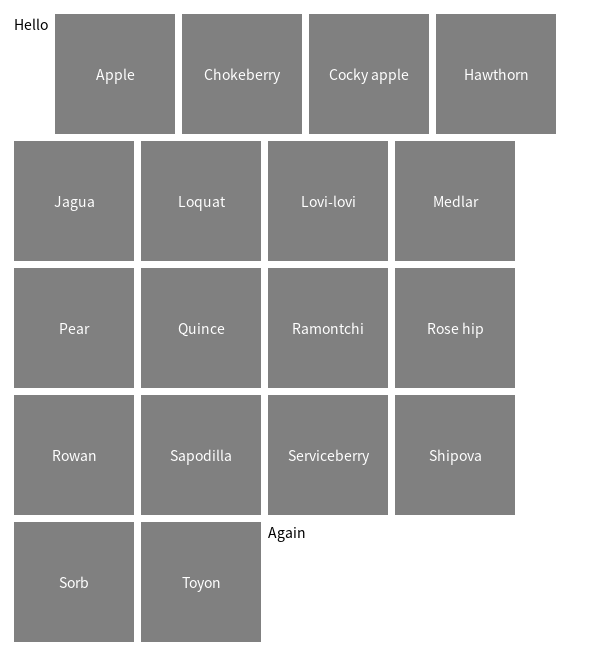 Hello
Apple
Chokeberry
Cocky apple
Hawthorn
Jagua
Loquat
Lovi-lovi
Medlar
Pear
Quince
Ramontchi
Rose hip
Rowan
Sapodilla
Serviceberry
Shipova
Sorb
Toyon
Again